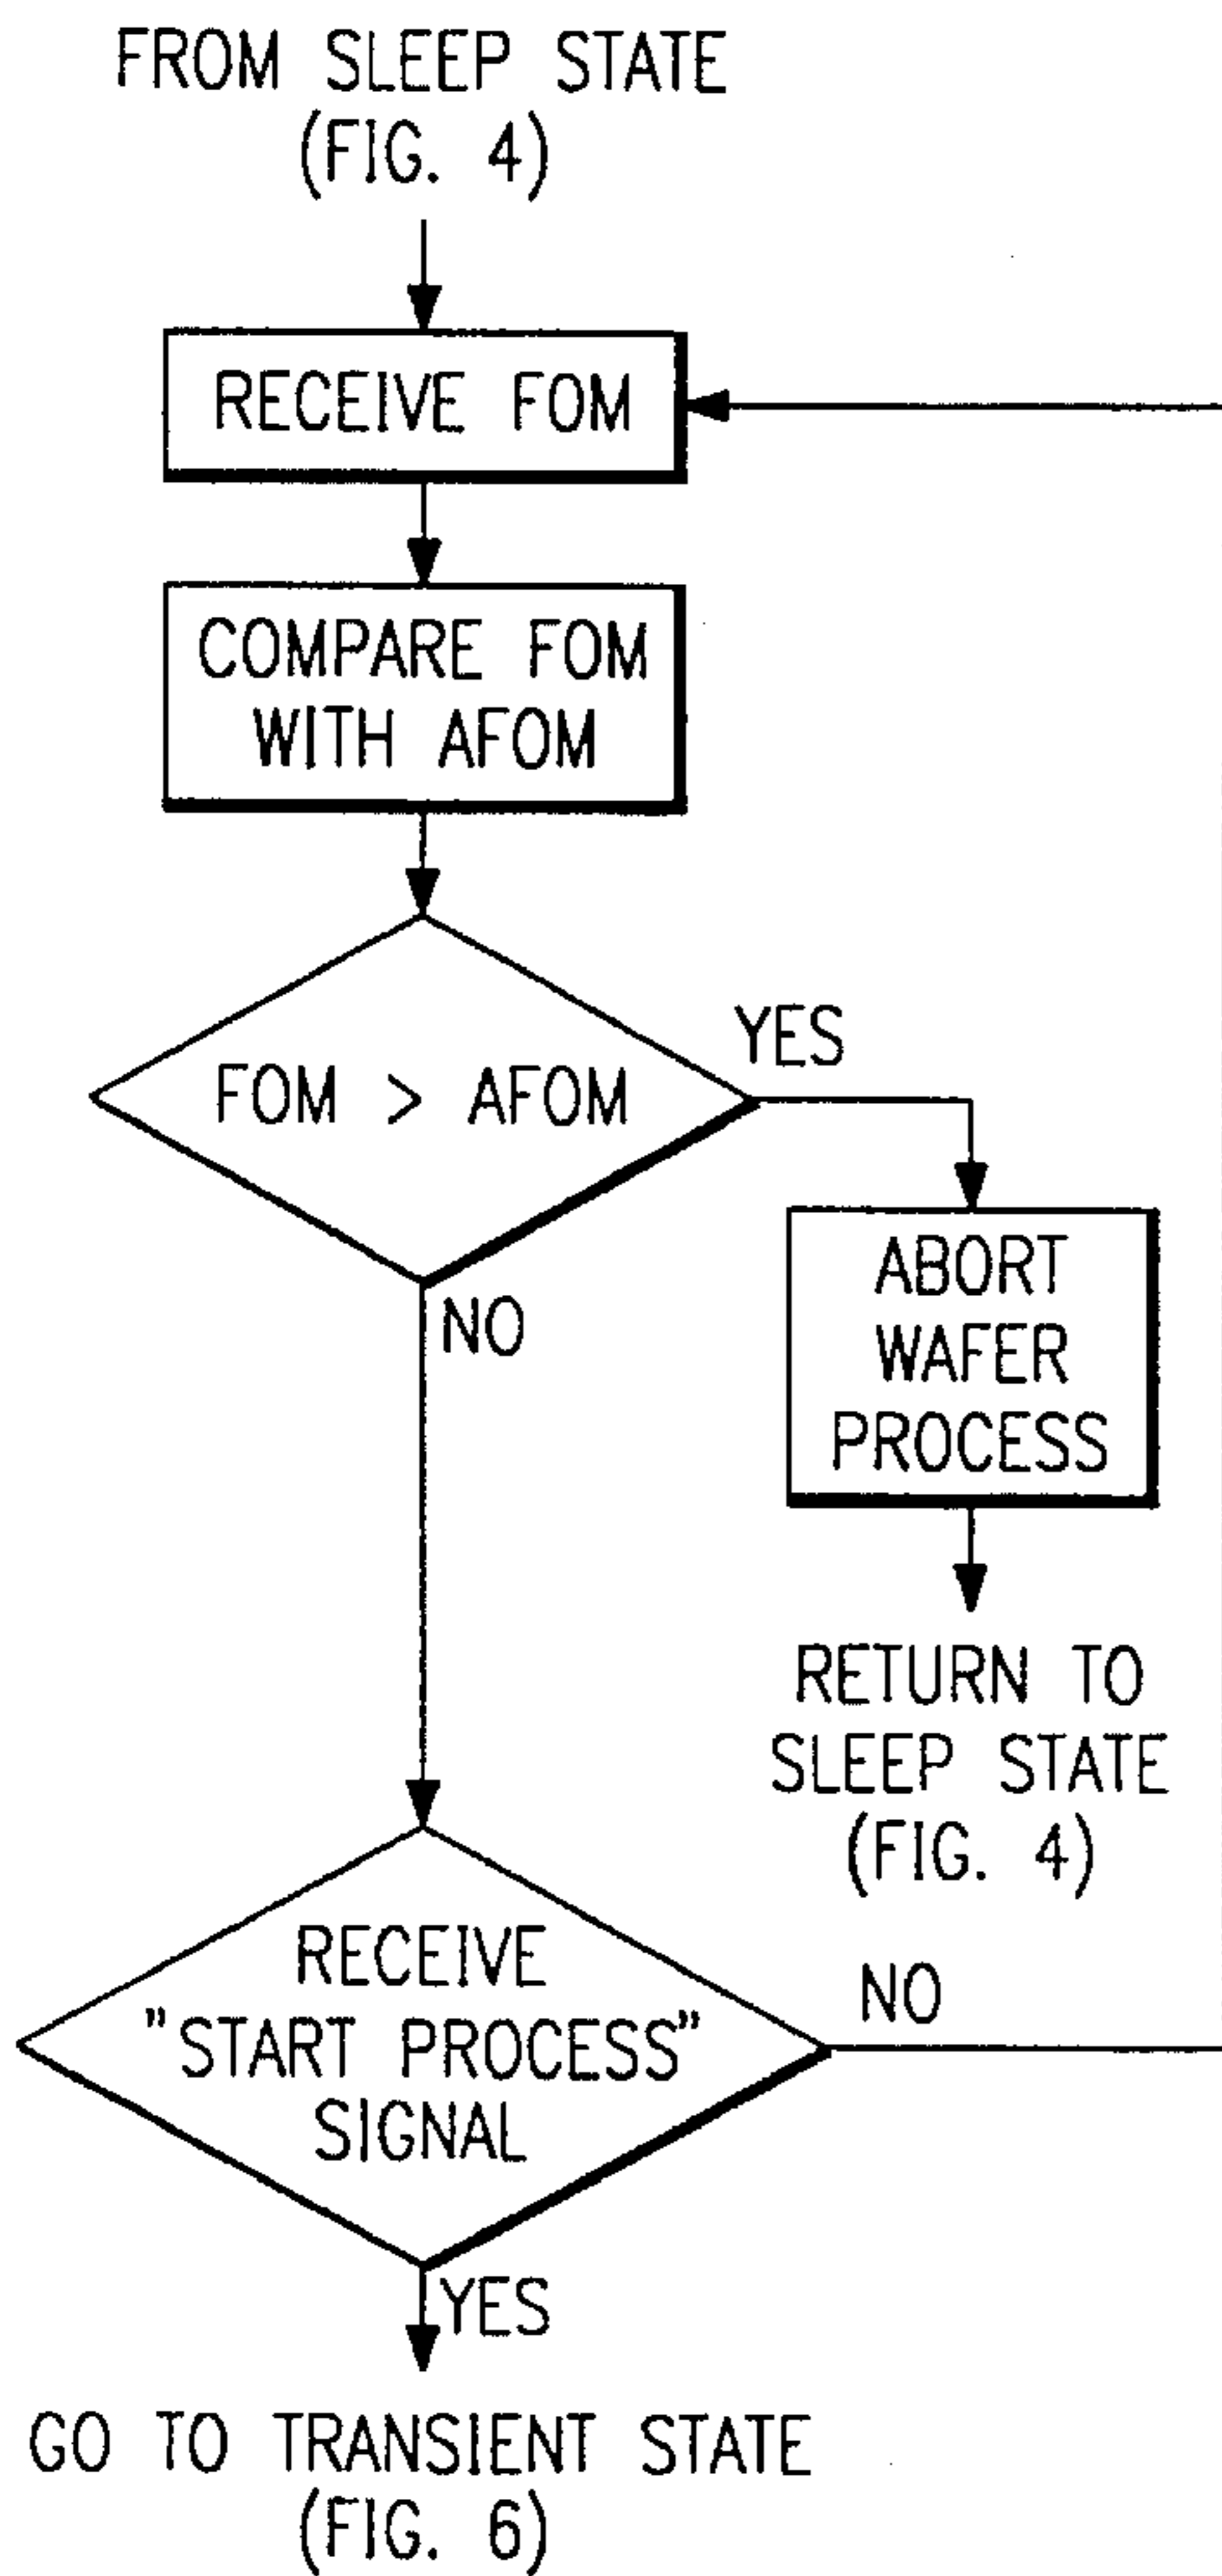 FROM SLEEP STATE
(FIG. 4)
RECEIVE FOM
COMPARE FOM
WITH AFOM
FOM > AFOM
YES
NO
ABORT
WAFER
PROCESS
RETURN TO
SLEEP STATE
(FIG. 4)
RECEIVE
"START PROCESS"
SIGNAL
NO
YES
GO TO TRANSIENT STATE
(FIG. 6)